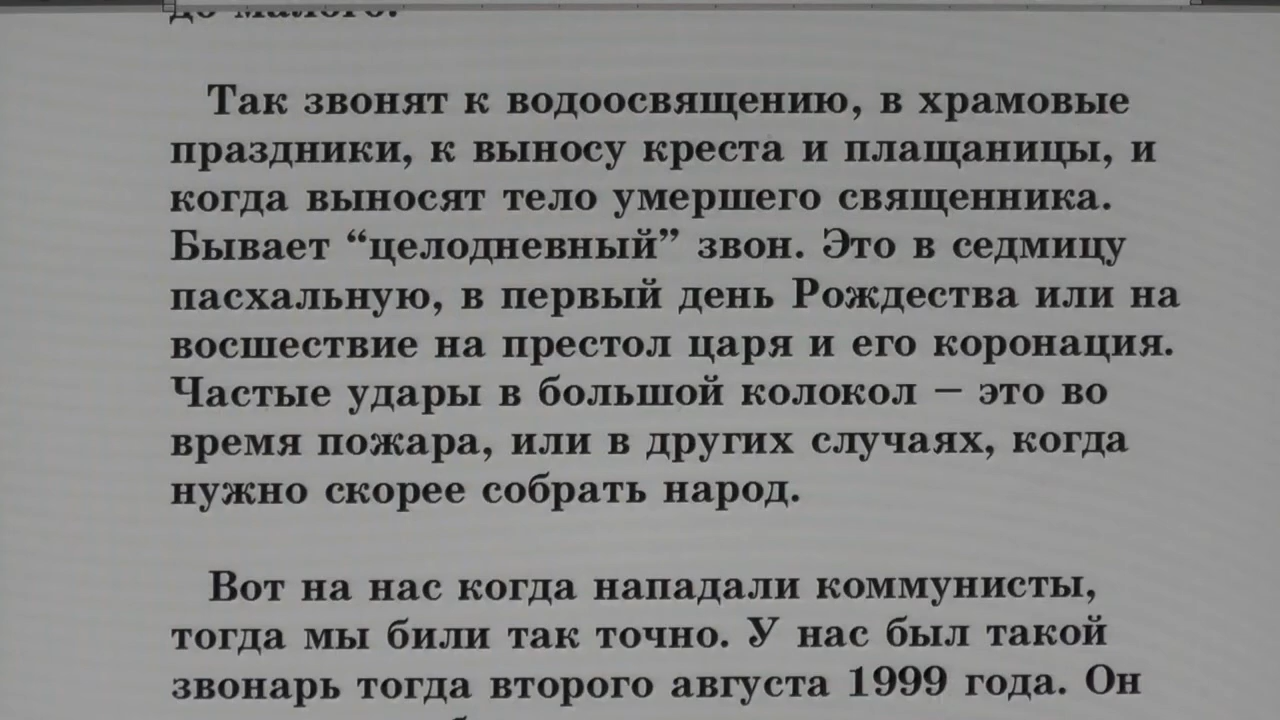 до малого.
Так звонят к водоосвящению, в храмовые
праздники, к выносу креста и плащаницы, и
когда выносят тело умершего священника.
Бывает “целодневный” звон. Это в седмицу
пасхальную, в первый день Рождества или на
восшествие на престол царя и его коронация.
Частые удары в большой колокол – это во
время пожара, или в других случаях, когда
нужно скорее собрать народ.
Вот на нас когда нападали коммунисты,
тогда мы били так точно. У нас был такой
звонарь тогда второго августа 1999 года. Он